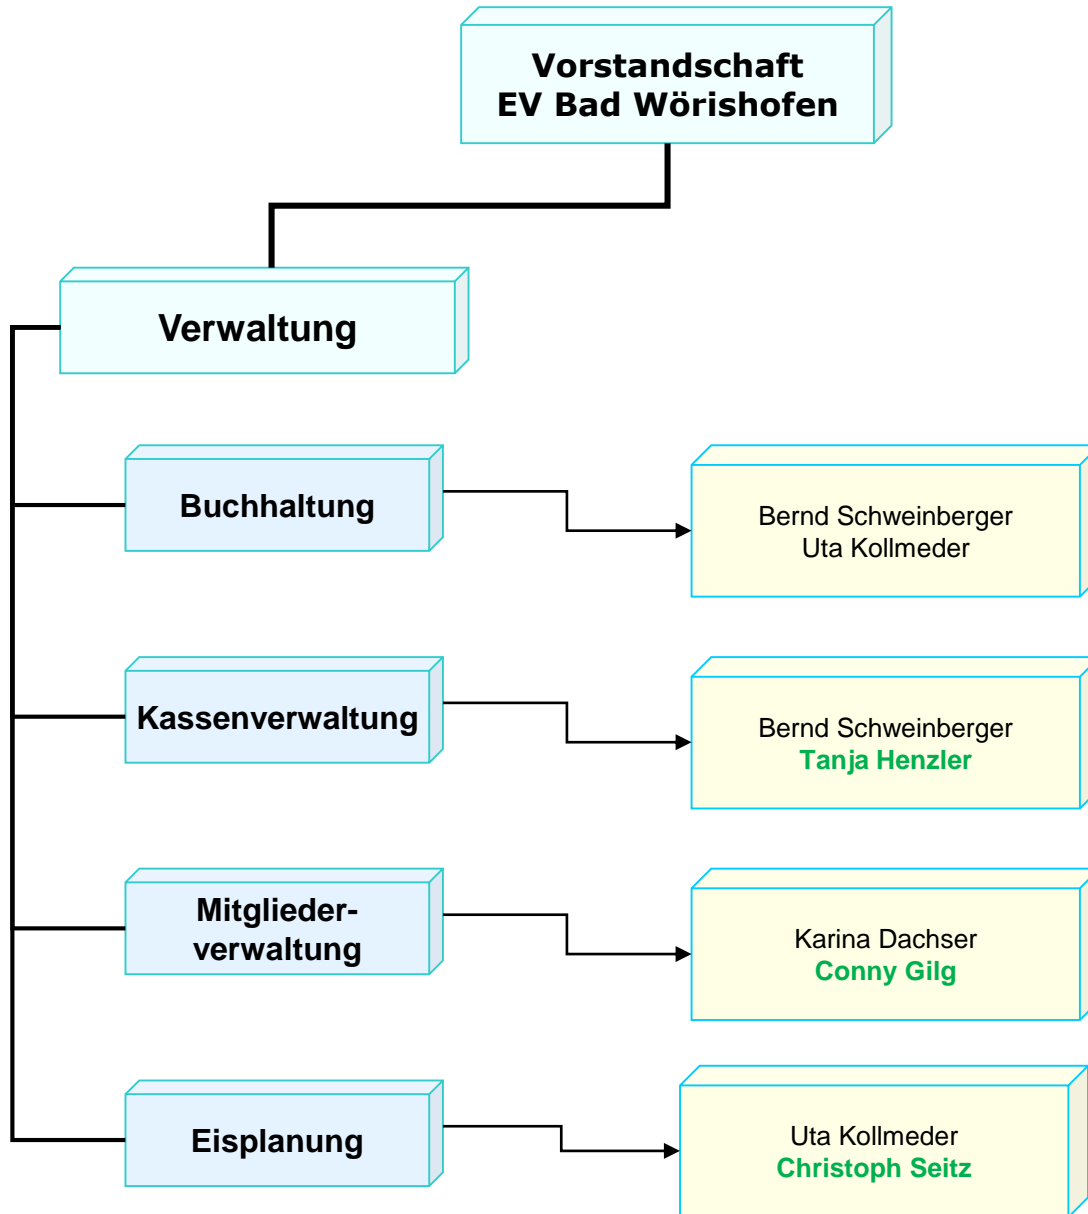 Vorstandschaft
EV Bad Wörishofen
Verwaltung
Buchhaltung
Bernd Schweinberger
Uta Kollmeder
Kassenverwaltung
Bernd Schweinberger
Tanja Henzler
Mitglieder-
verwaltung
Karina Dachser
Conny Gilg
Eisplanung
Uta Kollmeder
Christoph Seitz